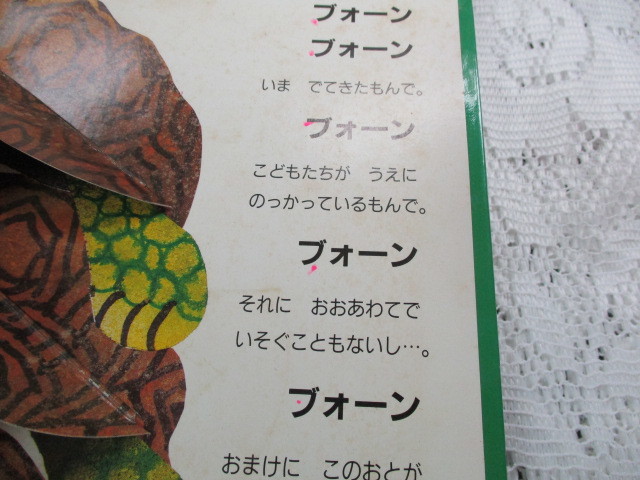 ブォーン
ブォーン
いま　でてきたもんで。
ブォーン
こどもたちが　うえに
のっかっているもんで。
ブォーン
それに　おおあわてで
いそぐこともないし…。
ブォーン
おまけに　このおとが